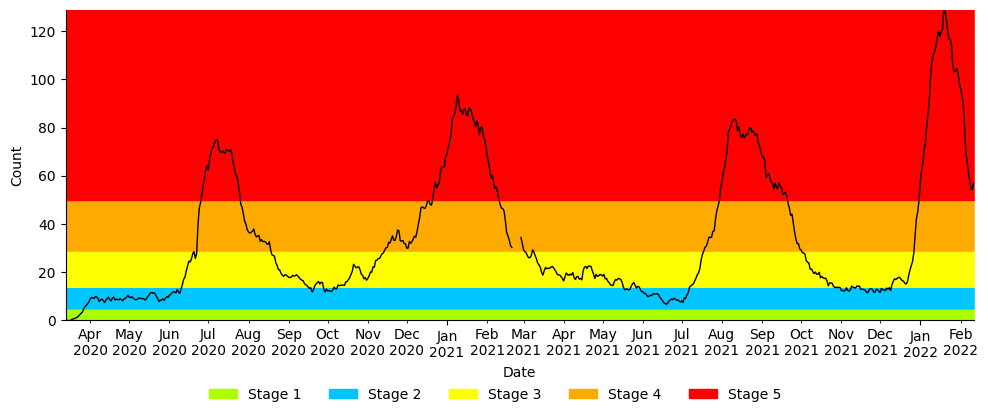 Count
120
100
80
60
40
20
0
Apr May Jun Jul Aug Sep Oct Nov Dec Jan Feb Mar Apr May Jun Jul Aug Sep Oct Nov Dec Jan Feb
2020 2020 2020 2020 2020 2020 2020 2020 2020 2021 2021 2021 2021 2021 2021 2021 2021 2021 2021 2021 2021 2022 2022
Date
Stage 1 Stage 2 Stage 3 Stage 4 Stage 5